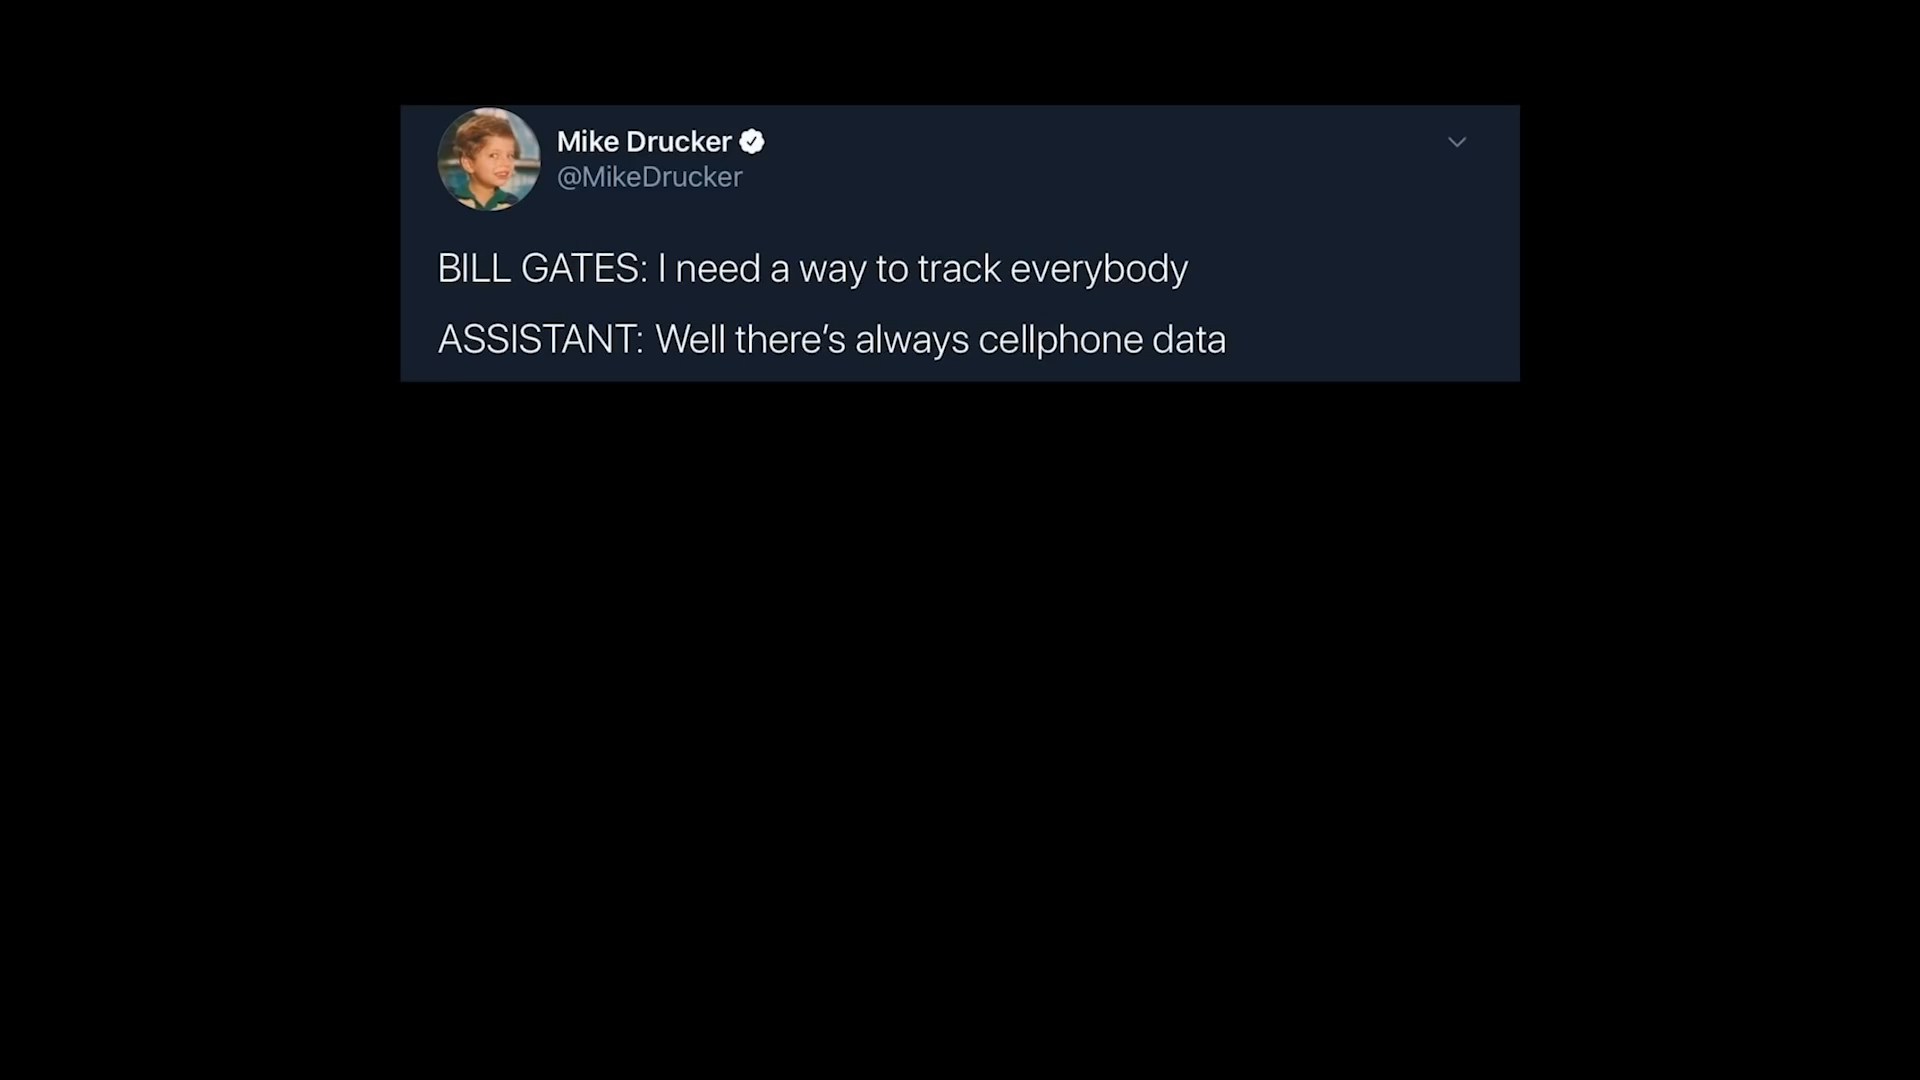 Mike Drucker
@MikeDrucker
BILL GATES: I need a way to track everybody
ASSISTANT: Well there’s always cellphone data